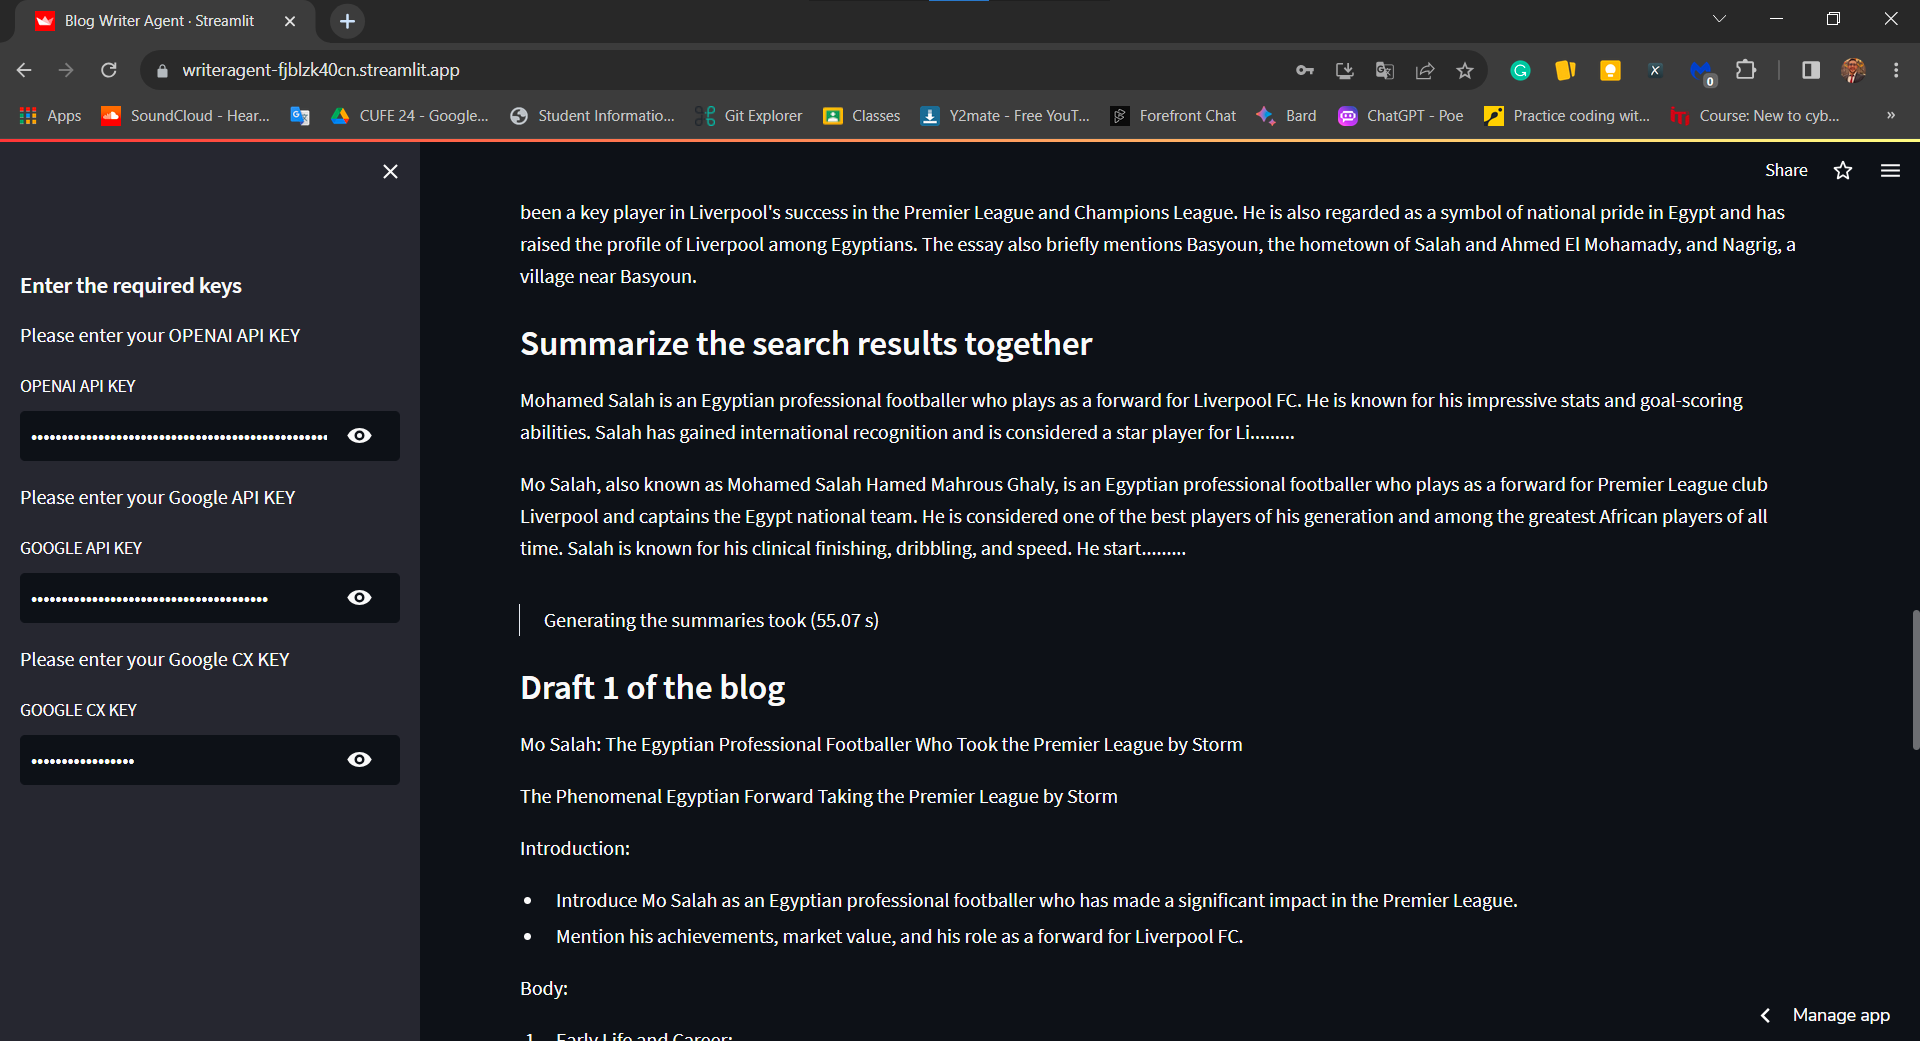 Blog Writer Agent · Streamlit
writeragent-fjblzk40cn.streamlit.app
0
Apps
SoundCloud - Hear...
CUFE 24 - Google...
Student Informatio...
Git Explorer
Classes
Y2mate - Free YouT...
Forefront Chat
Bard
ChatGPT - Poe
Practice coding wit...
Course: New to cyb...
»
Share
Enter the required keys
Please enter your OPENAI API KEY
OPENAI API KEY
Please enter your Google API KEY
GOOGLE API KEY
Please enter your Google CX KEY
GOOGLE CX KEY
been a key player in Liverpool's success in the Premier League and Champions League. He is also regarded as a symbol of national pride in Egypt and has
raised the profile of Liverpool among Egyptians. The essay also briefly mentions Basyoun, the hometown of Salah and Ahmed El Mohamady, and Nagrig, a
village near Basyoun.
Summarize the search results together
Mohamed Salah is an Egyptian professional footballer who plays as a forward for Liverpool FC. He is known for his impressive stats and goal-scoring
abilities. Salah has gained international recognition and is considered a star player for Li.........
Mo Salah, also known as Mohamed Salah Hamed Mahrous Ghaly, is an Egyptian professional footballer who plays as a forward for Premier League club
Liverpool and captains the Egypt national team. He is considered one of the best players of his generation and among the greatest African players of all
time. Salah is known for his clinical finishing, dribbling, and speed. He start.........
Generating the summaries took (55.07 s)
Draft 1 of the blog
Mo Salah: The Egyptian Professional Footballer Who Took the Premier League by Storm
The Phenomenal Egyptian Forward Taking the Premier League by Storm
Introduction:
• Introduce Mo Salah as an Egyptian professional footballer who has made a significant impact in the Premier League.
• Mention his achievements, market value, and his role as a forward for Liverpool FC.
Body:
1. Early Life and Career:
Manage app